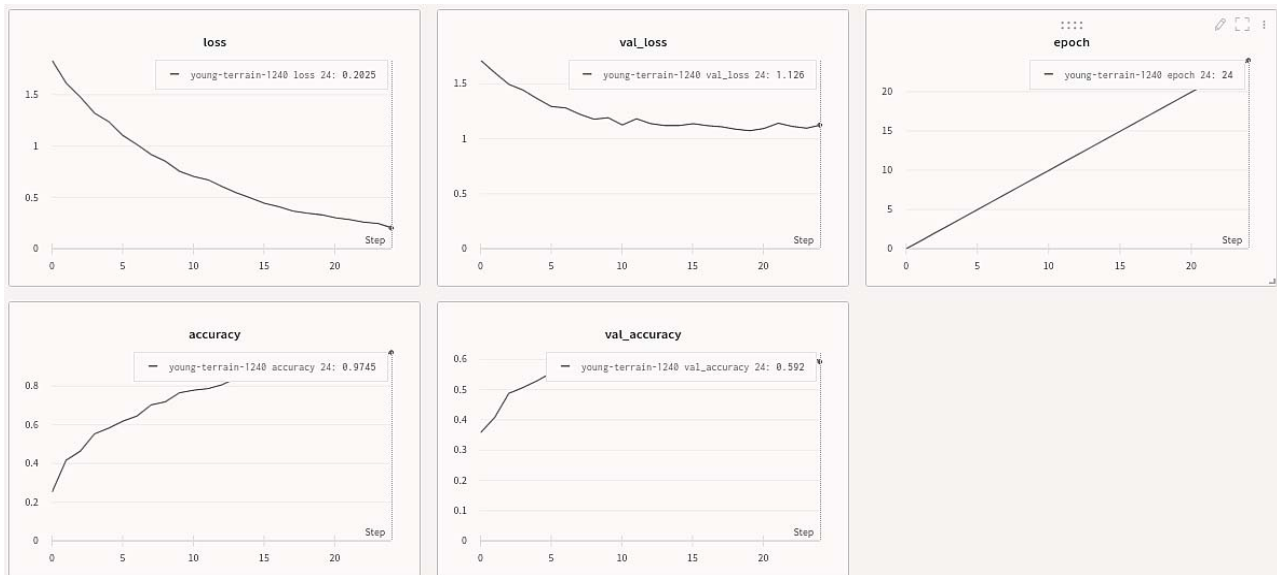 loss
young-terrain-1240 loss 24: 0.2025
1.5
1
0.5
0
Step
0 5 10 15 20
val_loss
young-terrain-1240 val_loss 24: 1.126
1.5
1
0.5
0
Step
0 5 10 15 20
epoch
young-terrain-1240 epoch 24: 24
20
15
10
5
0
Step
0 5 10 15 20
accuracy
young-terrain-1240 accuracy 24: 0.9745
0.8
0.6
0.4
0.2
0
Step
0 5 10 15 20
val_accuracy
young-terrain-1240 val_accuracy 24: 0.592
0.6
0.5
0.4
0.3
0.2
0.1
0
Step
0 5 10 15 20